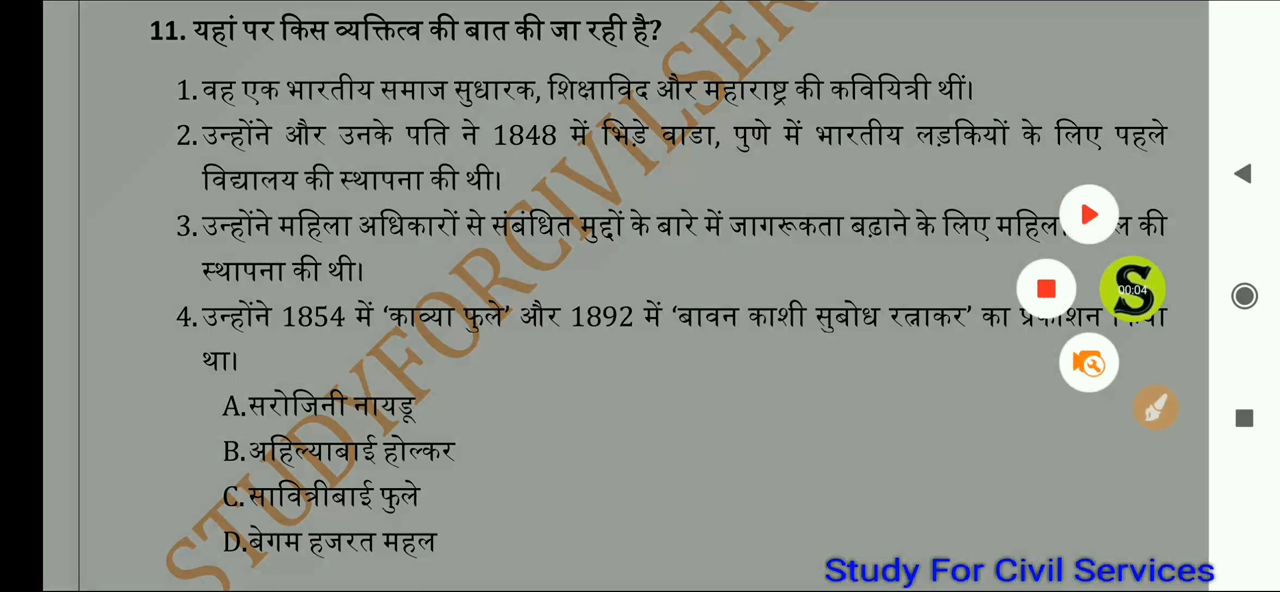 11. यहां पर किस व्यक्तित्व की बात की जा रही है?
1. वह एक भारतीय समाज सुधारक, शिक्षाविद और महाराष्ट्र की कवियित्री थीं।
2. उन्होंने और उनके पति ने 1848 में भिड़े वाडा, पुणे में भारतीय लड़कियों के लिए पहले
विद्यालय की स्थापना की थी।
3. उन्होंने महिला अधिकारों से संबंधित मुद्दों के बारे में जागरूकता बढ़ाने के लिए की
स्थापना की थी।
4. उन्होंने 1854 में ‘काव्या फुले’ और 1892 में ‘बावन काशी सुबोध रत्नाकर’ का
था।
A. सरोजिनी नायडू
B. अहिल्याबाई होल्कर
C. सावित्रीबाई फुले
D. बेगम हजरत महल
STUDYFORCIVILSER
S
00:04
Study For Civil Services